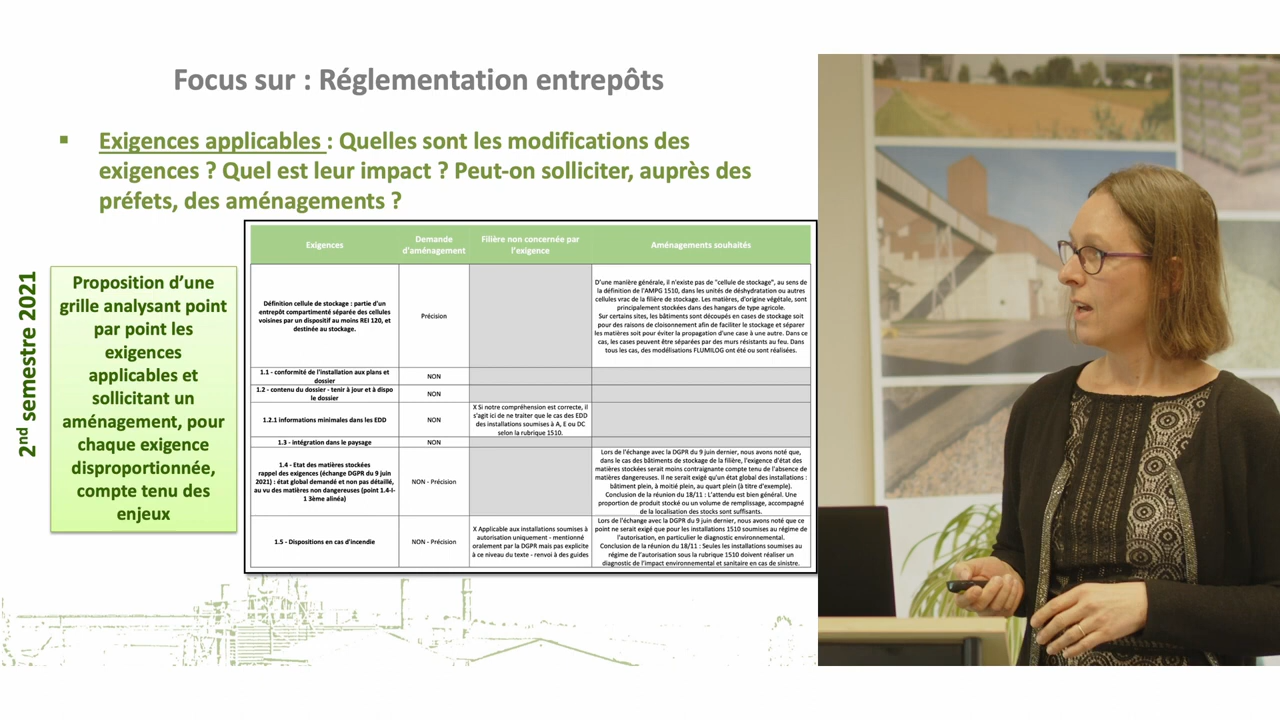 Focus sur : Réglementation entrepôts
▪ Exigences applicables : Quelles sont les modifications des
exigences ? Quel est leur impact ? Peut-on solliciter, auprès des
préfets, des aménagements ?
2nd semestre 2021
Proposition d’une
grille analysant point
par point les
exigences
applicables et
sollicitant un
aménagement, pour
chaque exigence
disproportionnée,
compte tenu des
enjeux
Exigences
Demande
d'aménagement
Filière non concernée par
l'exigence
Aménagements souhaités
Définition cellule de stockage : partie d'un
entrepôt compartimenté séparée des cellules
voisines par un dispositif au moins REI 120, et
destinée au stockage.
Précision
D'une manière générale, il n'existe pas de "cellule de stockage", au sens de
la définition de l'AMPG 1510, dans les unités de déshydratation ou autres
cellules vrac de la filière de stockage. Les matières, d'origine végétale, sont
principalement stockées dans des hangars de type agricole.
Sur certains sites, les bâtiments sont découpés en cases de stockage soit
pour des raisons de cloisonnement afin de faciliter le stockage et séparer
les matières soit pour éviter la propagation d'une case à une autre. Dans ce
cas, les cases peuvent être séparées par des murs résistants au feu. Dans
tous les cas, des modélisations FLUMILOG ont été ou sont réalisées.
1.1 - conformité de l'installation aux plans et
dossier
NON
1.2 - contenu du dossier - tenir à jour et à dispo
le dossier
NON
1.2.1 informations minimales dans les EDD
NON
X Si notre compréhension est correcte, il
s'agit ici de ne traiter que le cas des EDD
des installations soumises à A, E ou DC
selon la rubrique 1510.
1.3 - intégration dans le paysage
NON
1.4 - Etat des matières stockées
rappel des exigences (échange DGPR du 9 juin
2021) : état global demandé et non pas détaillé,
au vu des matières non dangereuses (point 1.4-I-
1 3ème alinéa)
NON - Précision
Lors de l'échange avec la DGPR du 9 juin dernier, nous avons noté que,
dans le cas des bâtiments de stockage de la filière, l'exigence d'état des
matières stockées serait moins contraignante compte tenu de l'absence de
matières dangereuses. Il ne serait exigé qu'un état global des installations :
bâtiment plein, à moitié plein, au quart plein (à titre d'exemple).
Conclusion de la réunion du 18/11 : L'attendu est bien général. Une
proportion de produit stocké ou un volume de remplissage, accompagné
de la localisation des stocks sont suffisants.
1.5 - Dispositions en cas d'incendie
NON - Précision
X Applicable aux installations soumises à
autorisation uniquement - mentionné
oralement par la DGPR mais pas explicite
à ce niveau du texte - renvoi à des guides
Lors de l'échange avec la DGPR du 9 juin dernier, nous avons noté que ce
point ne serait exigé que pour les installations 1510 soumises au régime de
l'autorisation, en particulier le diagnostic environnemental.
Conclusion de la réunion du 18/11 : Seules les installations soumises au
régime de l'autorisation sous la rubrique 1510 doivent réaliser un
diagnostic de l'impact environnemental et sanitaire en cas de sinistre.